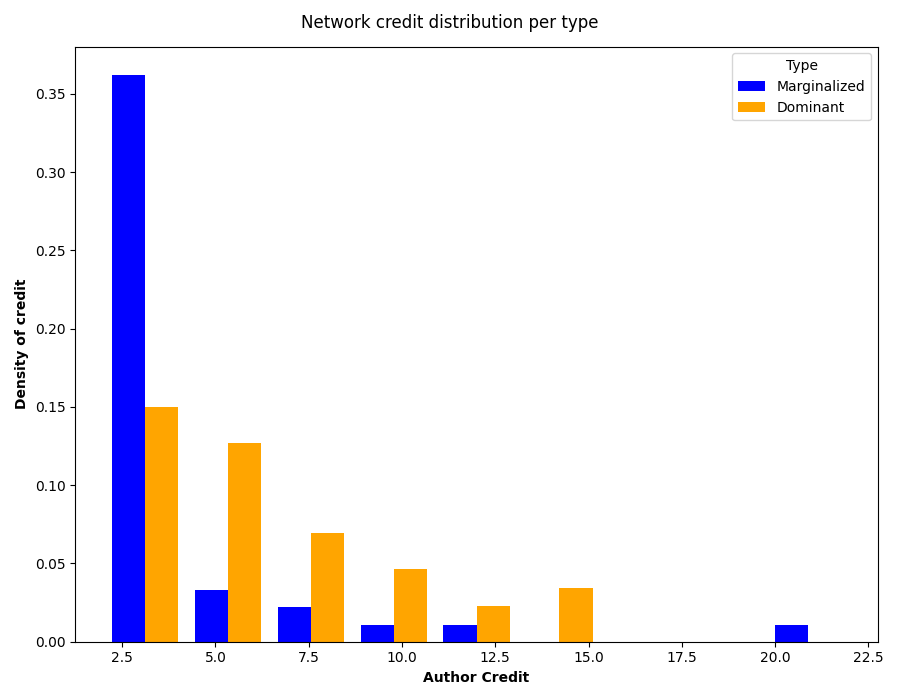 Network credit distribution per type
Type
Marginalized
Dominant
Density of credit
0.35
0.30
0.25
0.20
0.15
0.10
0.05
0.00
2.5 5.0 7.5 10.0 12.5 15.0 17.5 20.0 22.5
Author Credit